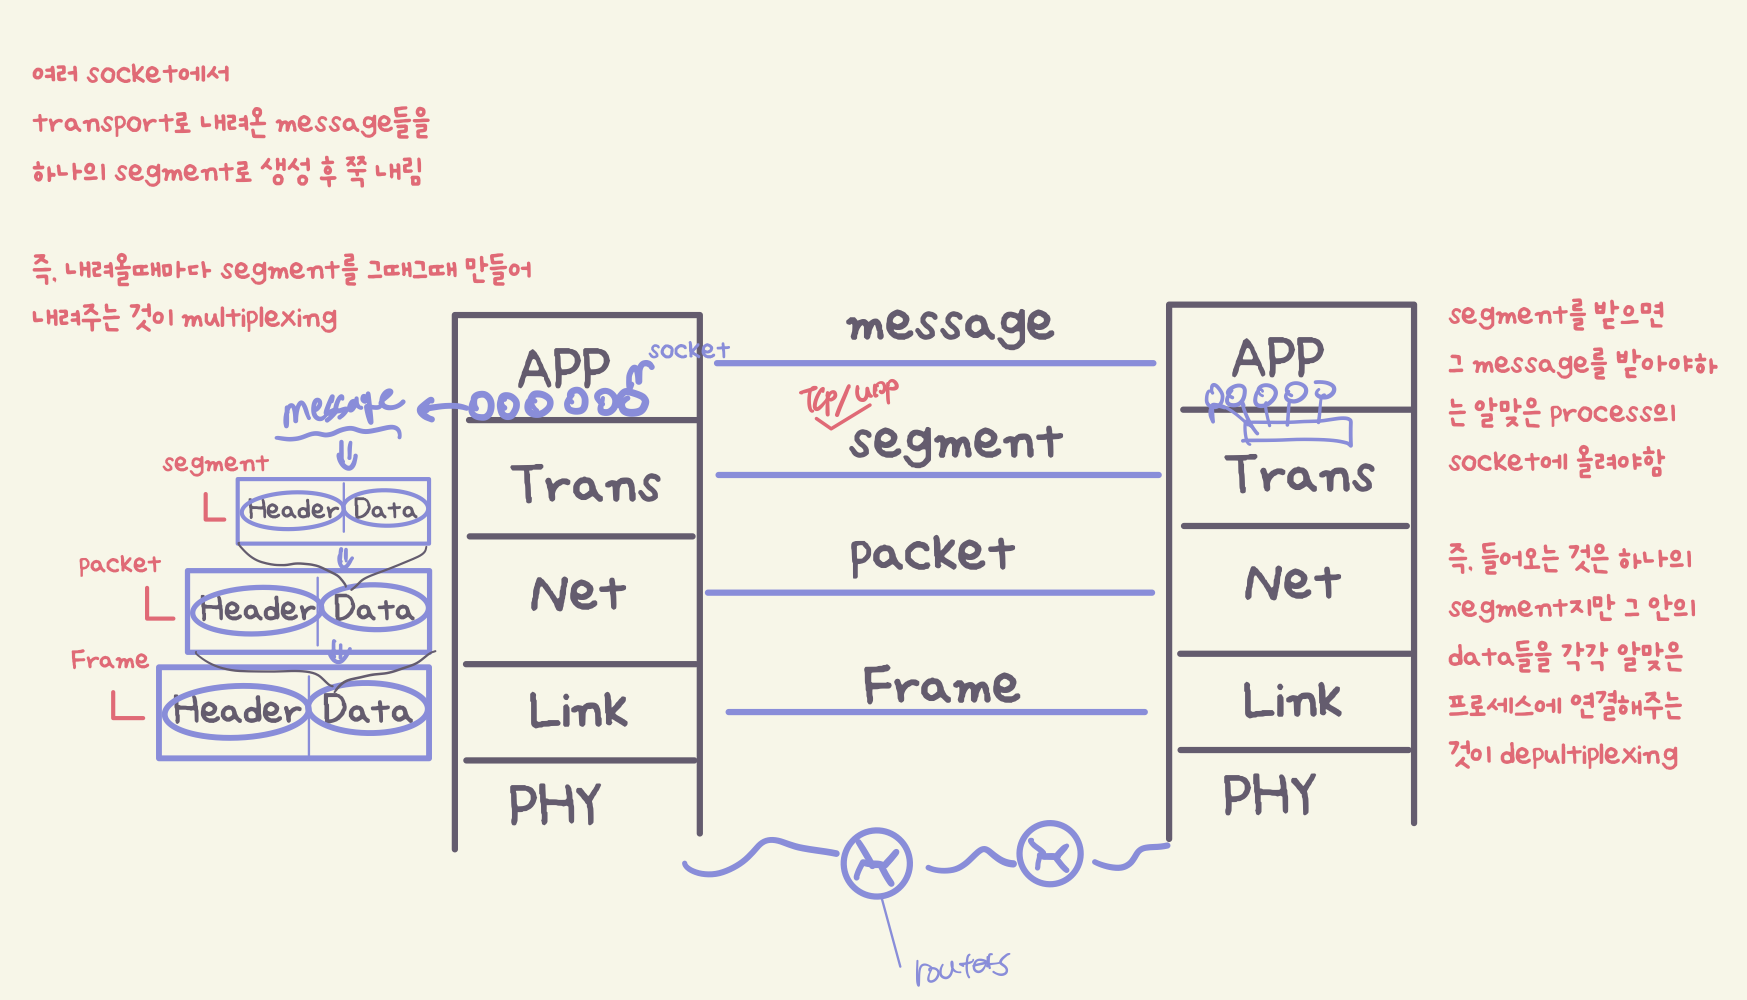 여러 socket에서
transport로 내려온 message들을
하나의 segment로 생성 후 쭉 내림
즉, 내려올때마다 segment를 그때그때 만들어
내려주는 것이 multiplexing
message
segment
Header Data
packet
Header Data
Frame
Header Data
APP
socket
Trans
Net
Link
PHY
message
TCP/UDP
segment
packet
Frame
routers
APP
Trans
Net
Link
PHY
segment를 받으면
그 message를 받아야하
는 알맞은 process의
socket에 올려야함
즉, 들어오는 것은 하나의
segment지만 그 안의
data들을 각각 알맞은
프로세스에 연결해주는
것이 depultiplexing